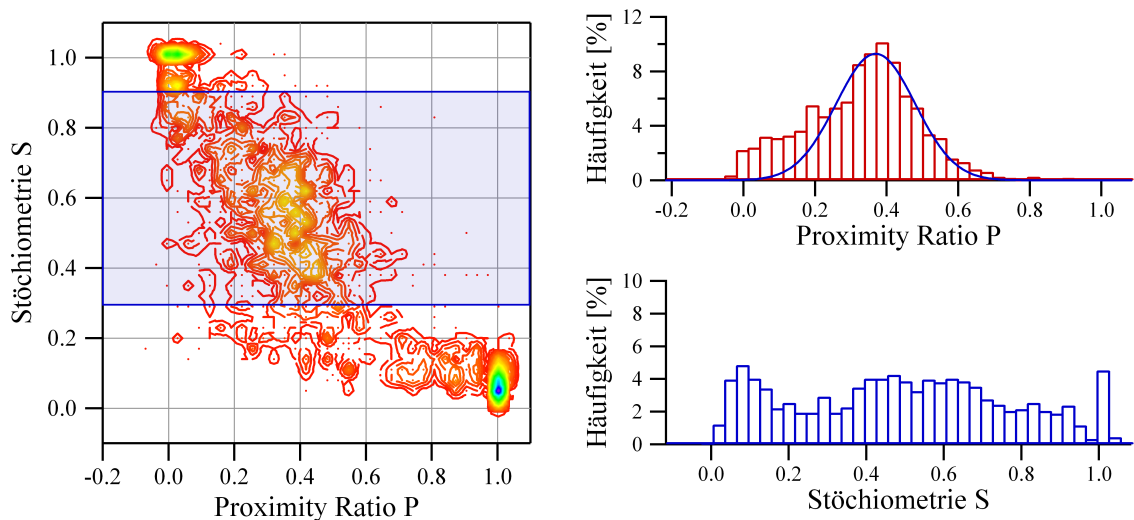 Stöchiometrie S
1.0
0.8
0.6
0.4
0.2
0.0
-0.2 0.0 0.2 0.4 0.6 0.8 1.0
Proximity Ratio P
Häufigkeit [%]
12
8
4
0
-0.2 0.0 0.2 0.4 0.6 0.8 1.0
Proximity Ratio P
Häufigkeit [%]
10
8
6
4
2
0
0.0 0.2 0.4 0.6 0.8 1.0
Stöchiometrie S